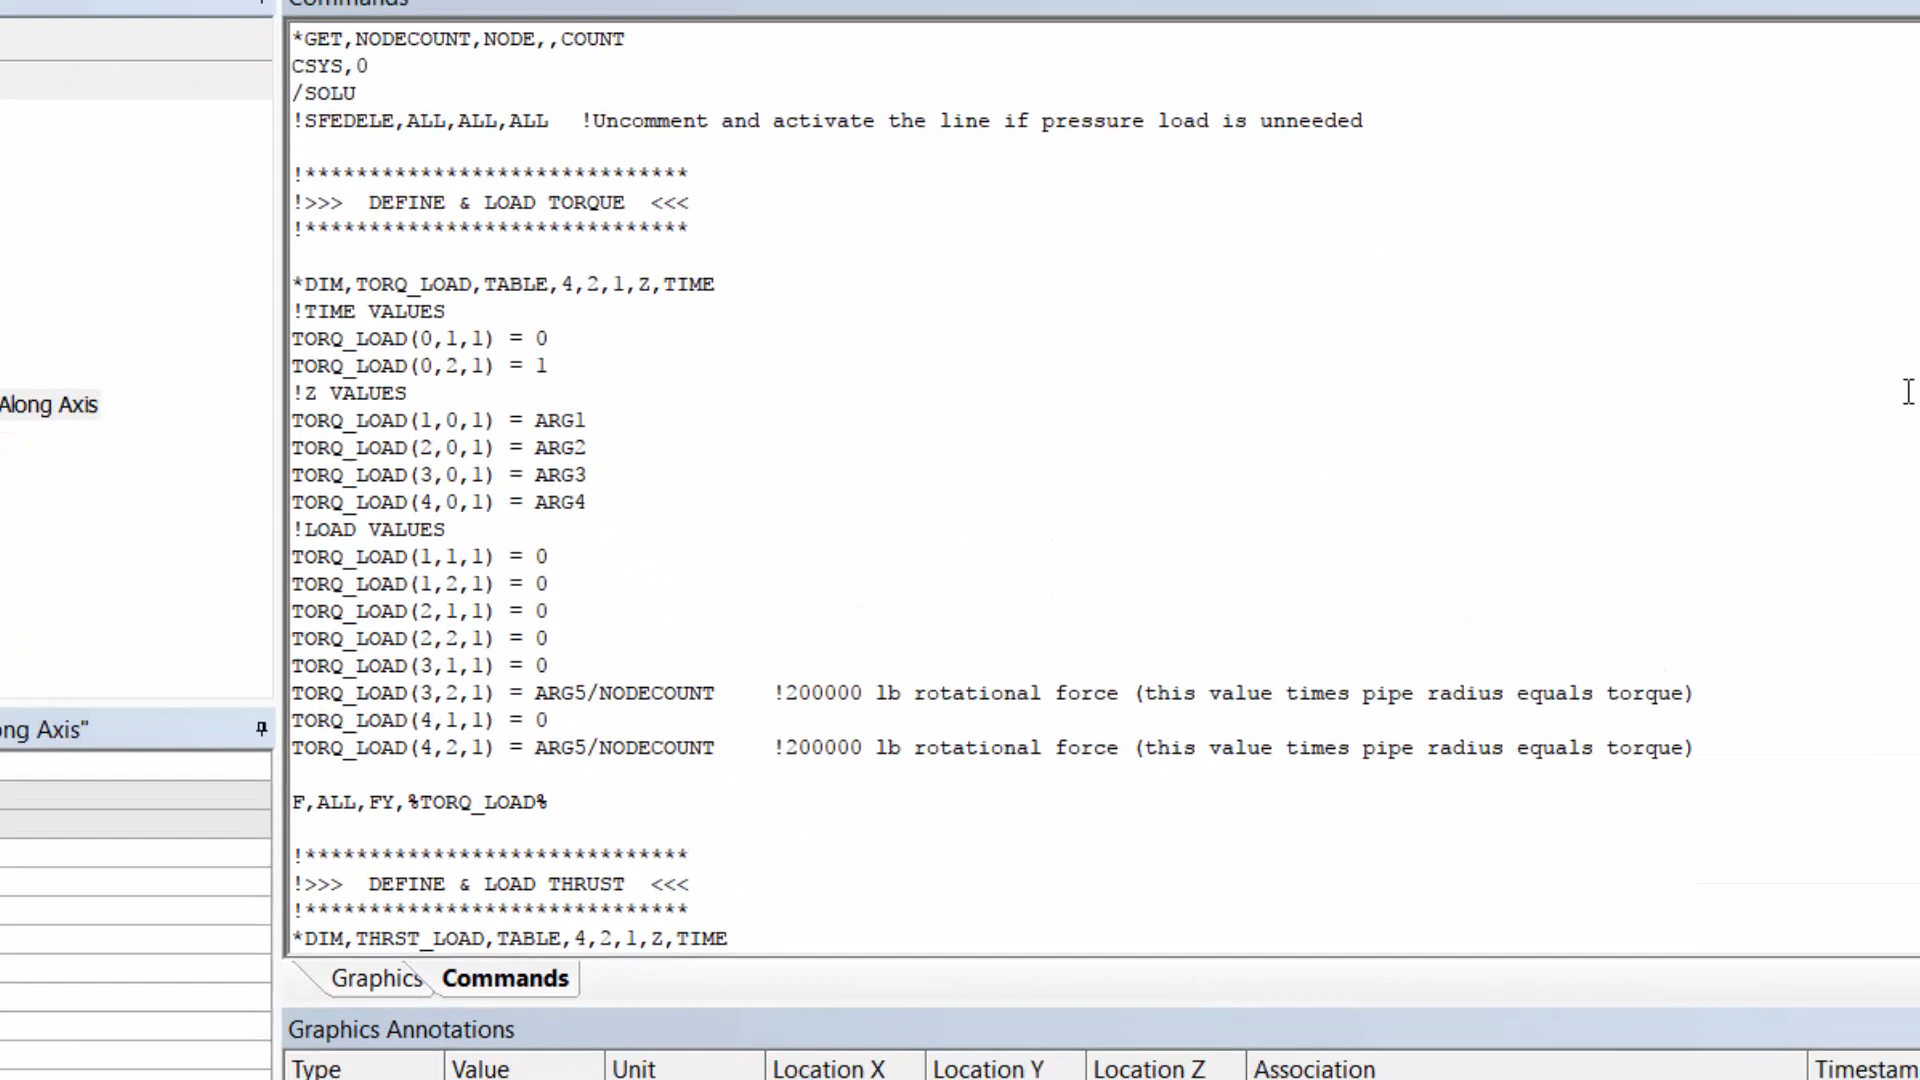 Commands
*GET,NODECOUNT,NODE,,COUNT
CSYS,0
/SOLU
!SFEDELE,ALL,ALL,ALL   !Uncomment and activate the line if pressure load is unneeded
!******************************
!>>>  DEFINE & LOAD TORQUE  <<<
!******************************
*DIM,TORQ_LOAD,TABLE,4,2,1,Z,TIME
!TIME VALUES
TORQ_LOAD(0,1,1) = 0
TORQ_LOAD(0,2,1) = 1
!Z VALUES
TORQ_LOAD(1,0,1) = ARG1
TORQ_LOAD(2,0,1) = ARG2
TORQ_LOAD(3,0,1) = ARG3
TORQ_LOAD(4,0,1) = ARG4
!LOAD VALUES
TORQ_LOAD(1,1,1) = 0
TORQ_LOAD(1,2,1) = 0
TORQ_LOAD(2,1,1) = 0
TORQ_LOAD(2,2,1) = 0
TORQ_LOAD(3,1,1) = 0
TORQ_LOAD(3,2,1) = ARG5/NODECOUNT     !200000 lb rotational force (this value times pipe radius equals torque)
TORQ_LOAD(4,1,1) = 0
TORQ_LOAD(4,2,1) = ARG5/NODECOUNT     !200000 lb rotational force (this value times pipe radius equals torque)
F,ALL,FY,%TORQ_LOAD%
!******************************
!>>>  DEFINE & LOAD THRUST  <<<
!******************************
*DIM,THRST_LOAD,TABLE,4,2,1,Z,TIME
Along Axis
ong Axis"
Graphics Commands
Graphics Annotations
Type Value Unit Location X Location Y Location Z Association Timestam